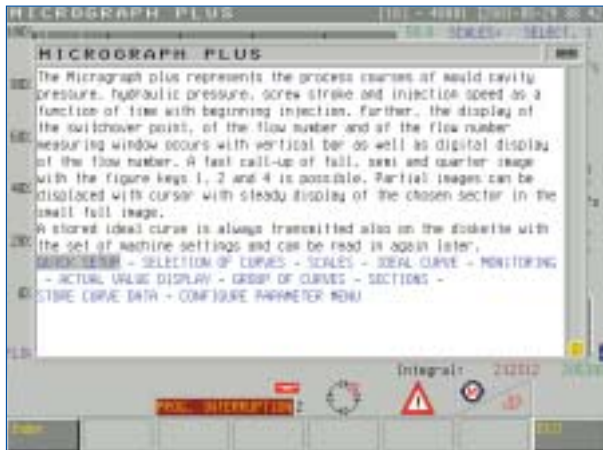 MICROGRAPH PLUS
SCALES+ SELECT.
MICROGRAPH PLUS
The Micrograph plus represents the process courses of mould cavity
pressure, hydraulic pressure, screw stroke and injection speed as a
function of time with beginning injection. Further, the display of
the switchover point, of the flow number and of the flow number
measuring window occurs with vertical bar as well as digital display
of the flow number. A fast call-up of full, semi and quarter image
with the figure keys 1, 2 and 4 is possible. Partial images can be
displaced with cursor with steady display of the chosen sector in the
small full image.
A stored ideal curve is always transmitted also on the diskette with
the set of machine settings and can be read in again later.
QUICK SETUP - SELECTION OF CURVES - SCALES - IDEAL CURVE - MONITORING
- ACTUAL VALUE DISPLAY - GROUP OF CURVES - SECTIONS -
STORE CURVE DATA - CONFIGURE PARAMETER MENU
Integral:
PROC. INTERRUPTION
Index